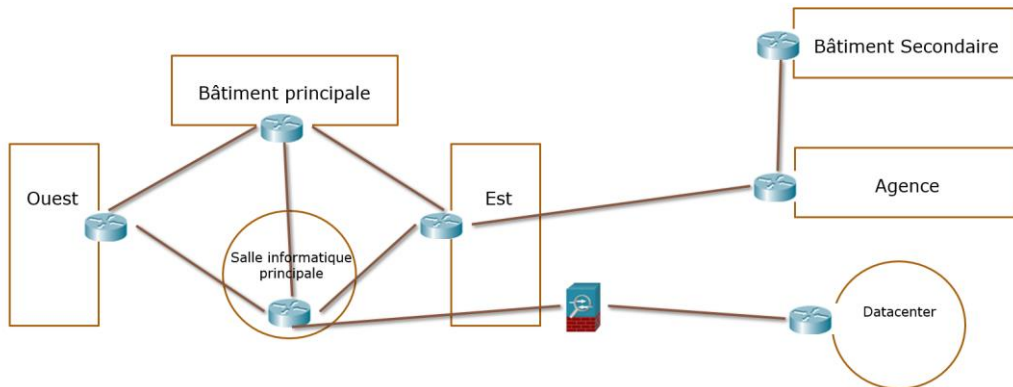 Bâtiment Secondaire
Bâtiment principale
Ouest
Est
Agence
Salle informatique
principale
Datacenter